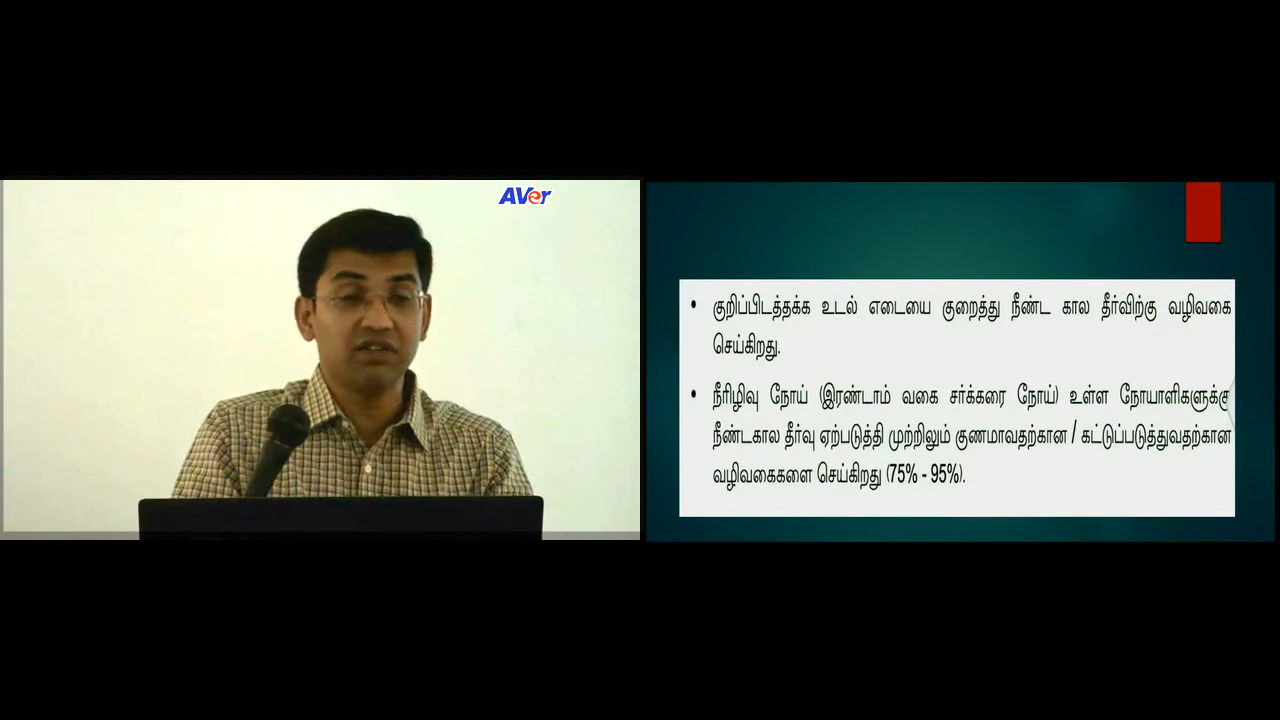 AVer
• குறிப்பிடத்தக்க உடல் எடையை குறைத்து நீண்ட கால தீர்விற்கு வழிவகை
செய்கிறது.
• நீரிழிவு நோய் (இரண்டாம் வகை சர்க்கரை நோய்) உள்ள நோயாளிகளுக்கு
நீண்டகால தீர்வு ஏற்படுத்தி முற்றிலும் குணமாவதற்கான / கட்டுப்படுத்துவதற்கான
வழிவகைகளை செய்கிறது (75% - 95%).